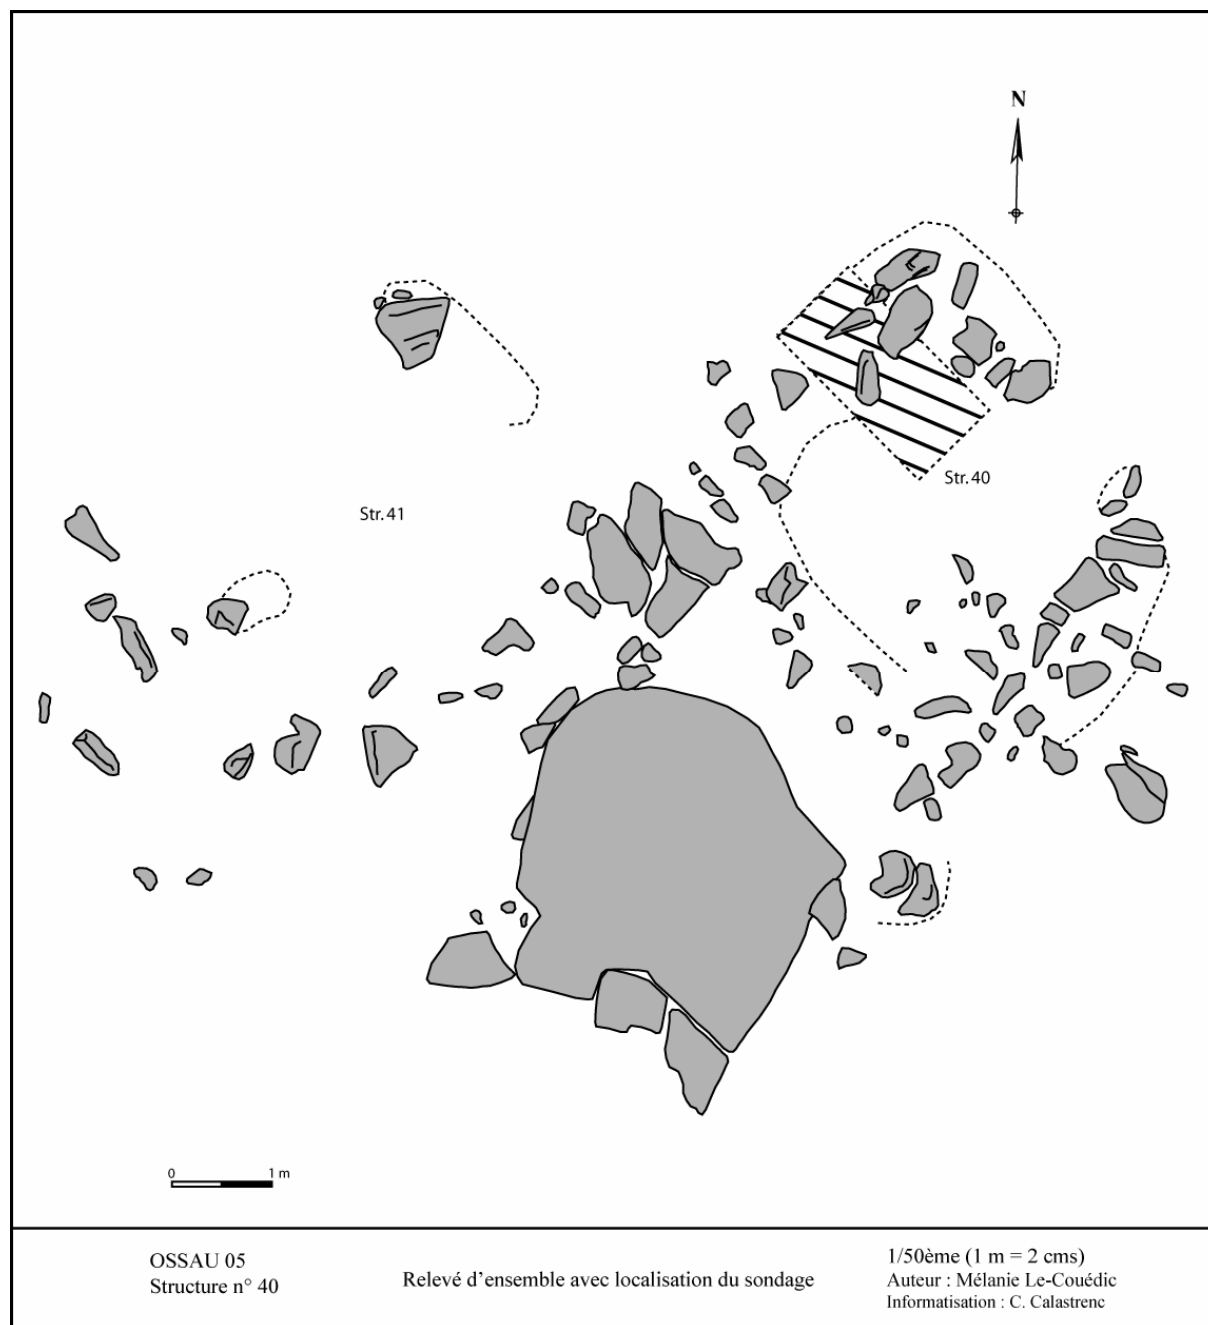 N
Str. 40
Str. 41
0 1 m
OSSAU 05
Structure n° 40
Relevé d'ensemble avec localisation du sondage
1/50ème (1 m = 2 cms)
Auteur : Mélanie Le-Couédic
Informatisation : C. Calastrenc